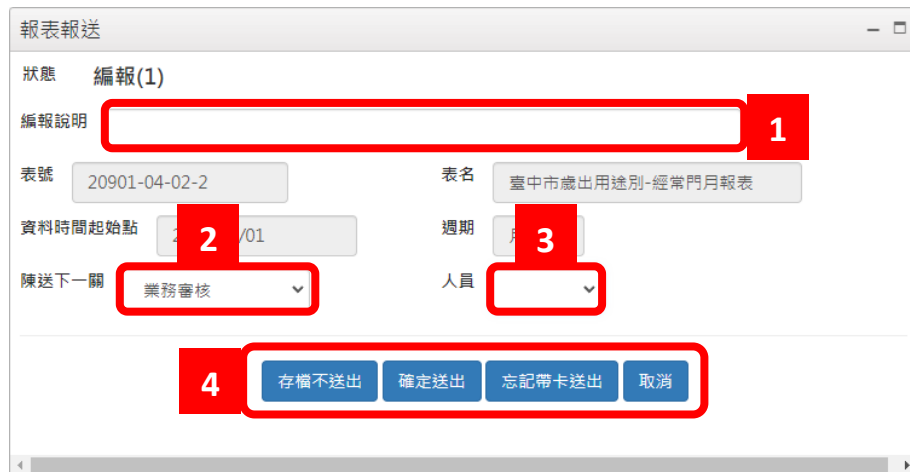 報表報送
狀態 編報(1)
編報說明 1
表號 20901-04-02-2 表名 臺中市歲出用途別-經常門月報表
資料時間起始點 2 /01 週期 3
陳送下一關 業務審核 人員
4 存檔不送出 確定送出 忘記帶卡送出 取消